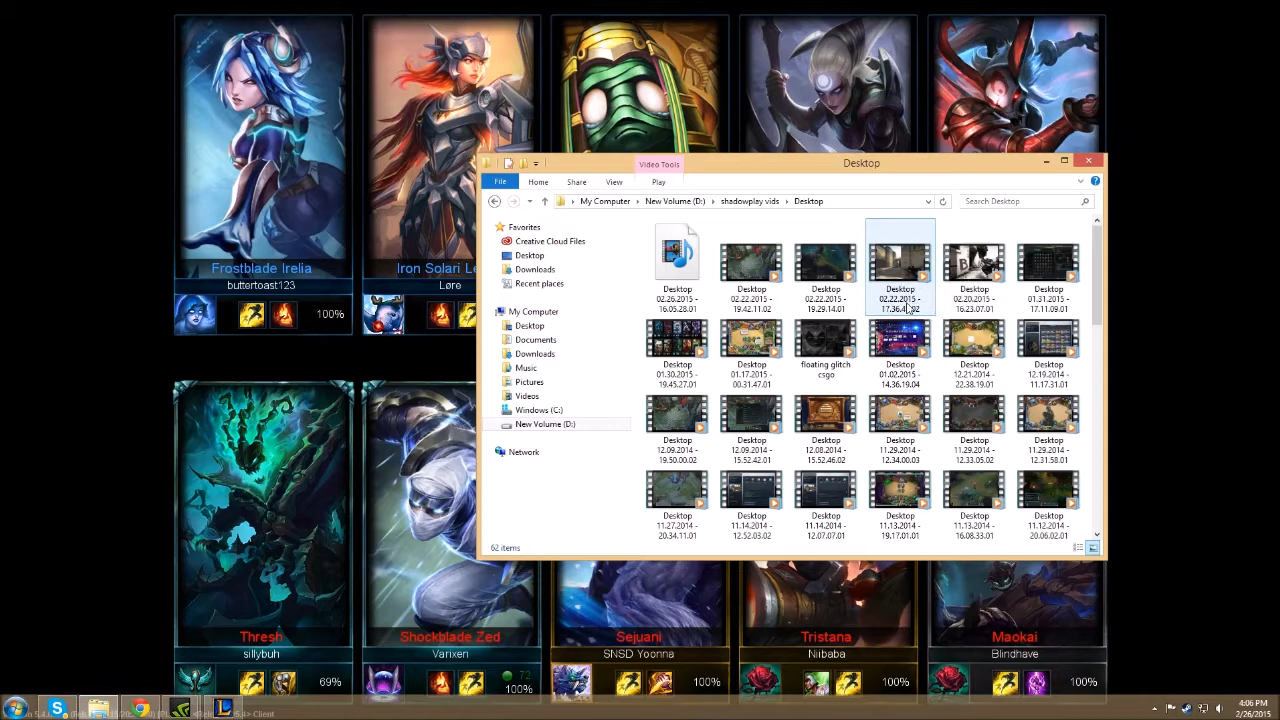 Video Tools
Desktop
File
Home
Share
View
Play
My Computer
New Volume (D:)
shadowplay vids
Desktop
Search Desktop
Favorites
Creative Cloud Files
Desktop
Downloads
Recent places
My Computer
Desktop
Documents
Downloads
Music
Pictures
Videos
Windows (C:)
New Volume (D:)
Network
Desktop
02.26.2015 -
16.05.28.01
Desktop
02.22.2015 -
19.42.11.02
Desktop
02.22.2015 -
19.29.14.01
Desktop
02.22.2015 -
Desktop
02.20.2015 -
16.23.07.01
Desktop
01.31.2015 -
17.11.09.01
Desktop
01.30.2015 -
19.45.27.01
Desktop
01.17.2015 -
00.31.47.01
floating glitch
csgo
Desktop
01.02.2015 -
14.36.19.04
Desktop
12.21.2014 -
22.38.19.01
Desktop
12.19.2014 -
11.17.31.01
Desktop
12.09.2014 -
19.50.00.02
Desktop
12.09.2014 -
15.52.42.01
Desktop
12.08.2014 -
15.52.46.02
Desktop
11.29.2014 -
12.34.00.03
Desktop
11.29.2014 -
12.33.05.02
Desktop
11.29.2014 -
12.31.58.01
Desktop
11.27.2014 -
20.34.11.01
Desktop
11.14.2014 -
12.52.03.02
Desktop
11.14.2014 -
12.07.07.01
Desktop
11.13.2014 -
19.17.01.01
Desktop
11.13.2014 -
16.08.33.01
Desktop
11.12.2014 -
20.06.02.01
62 items
Frostblade Irelia
buttertoast123
100%
Iron Solari Le
Løre
Thresh
sillybuh
69%
Shockblade Zed
Varixen
72
100%
Sejuani
SNSD Yoonna
100%
Tristana
Niibaba
100%
Maokai
Blindhave
100%
Client
4:06 PM
2/26/2015